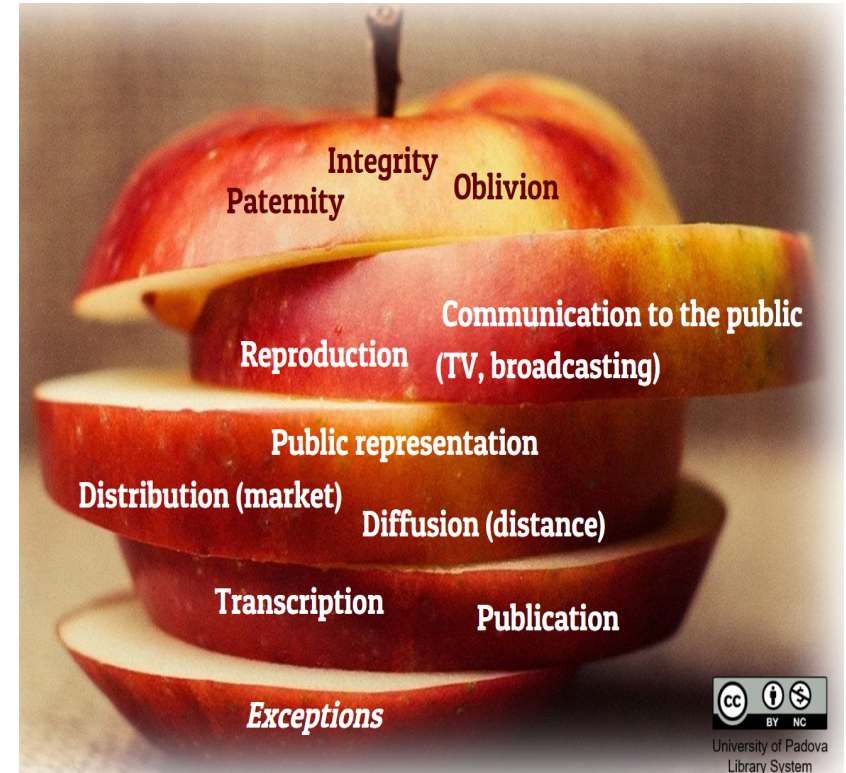 Integrity
Paternity
Oblivion
Communication to the public
Reproduction
(TV, broadcasting)
Public representation
Distribution (market)
Diffusion (distance)
Transcription
Publication
Exceptions
cc
BY NC
University of Padova
Library System